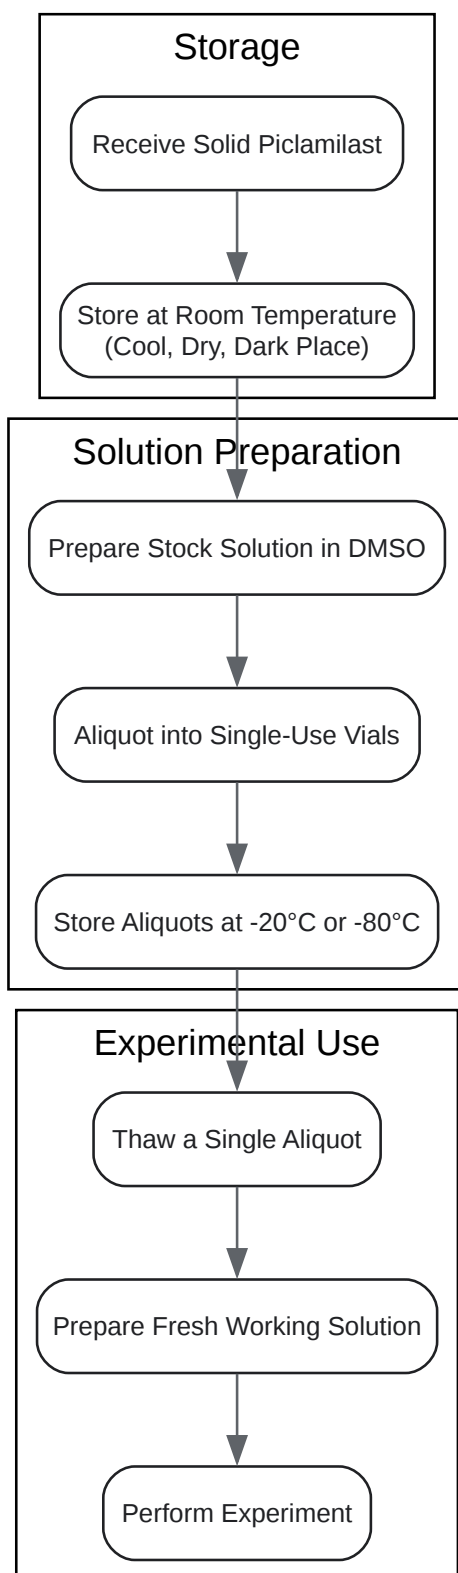 Storage
Receive Solid Piclamilast
Store at Room Temperature
(Cool, Dry, Dark Place)
Solution Preparation
Prepare Stock Solution in DMSO
Aliquot into Single-Use Vials
Store Aliquots at -20°C or -80°C
Experimental Use
Thaw a Single Aliquot
Prepare Fresh Working Solution
Perform Experiment